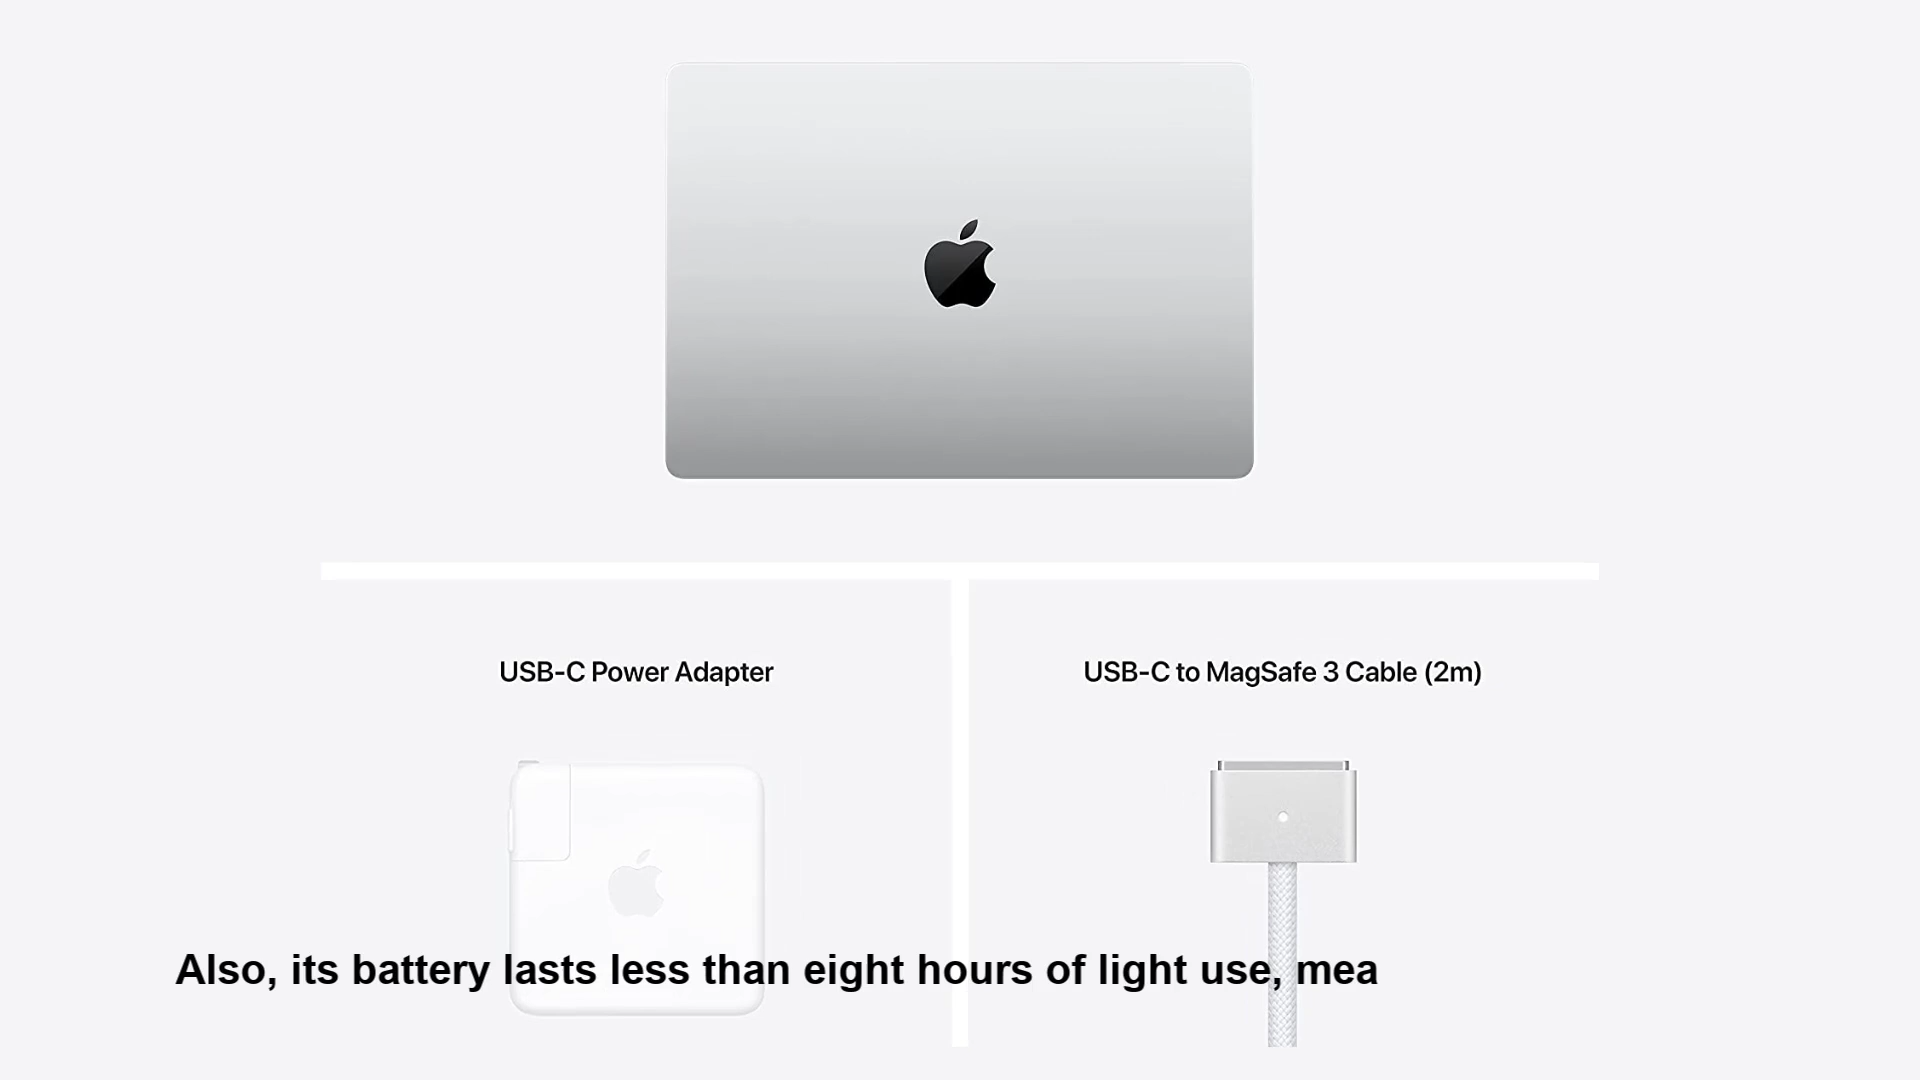 USB-C Power Adapter
USB-C to MagSafe 3 Cable (2m)
Also, its battery lasts less than eight hours of light use, mea